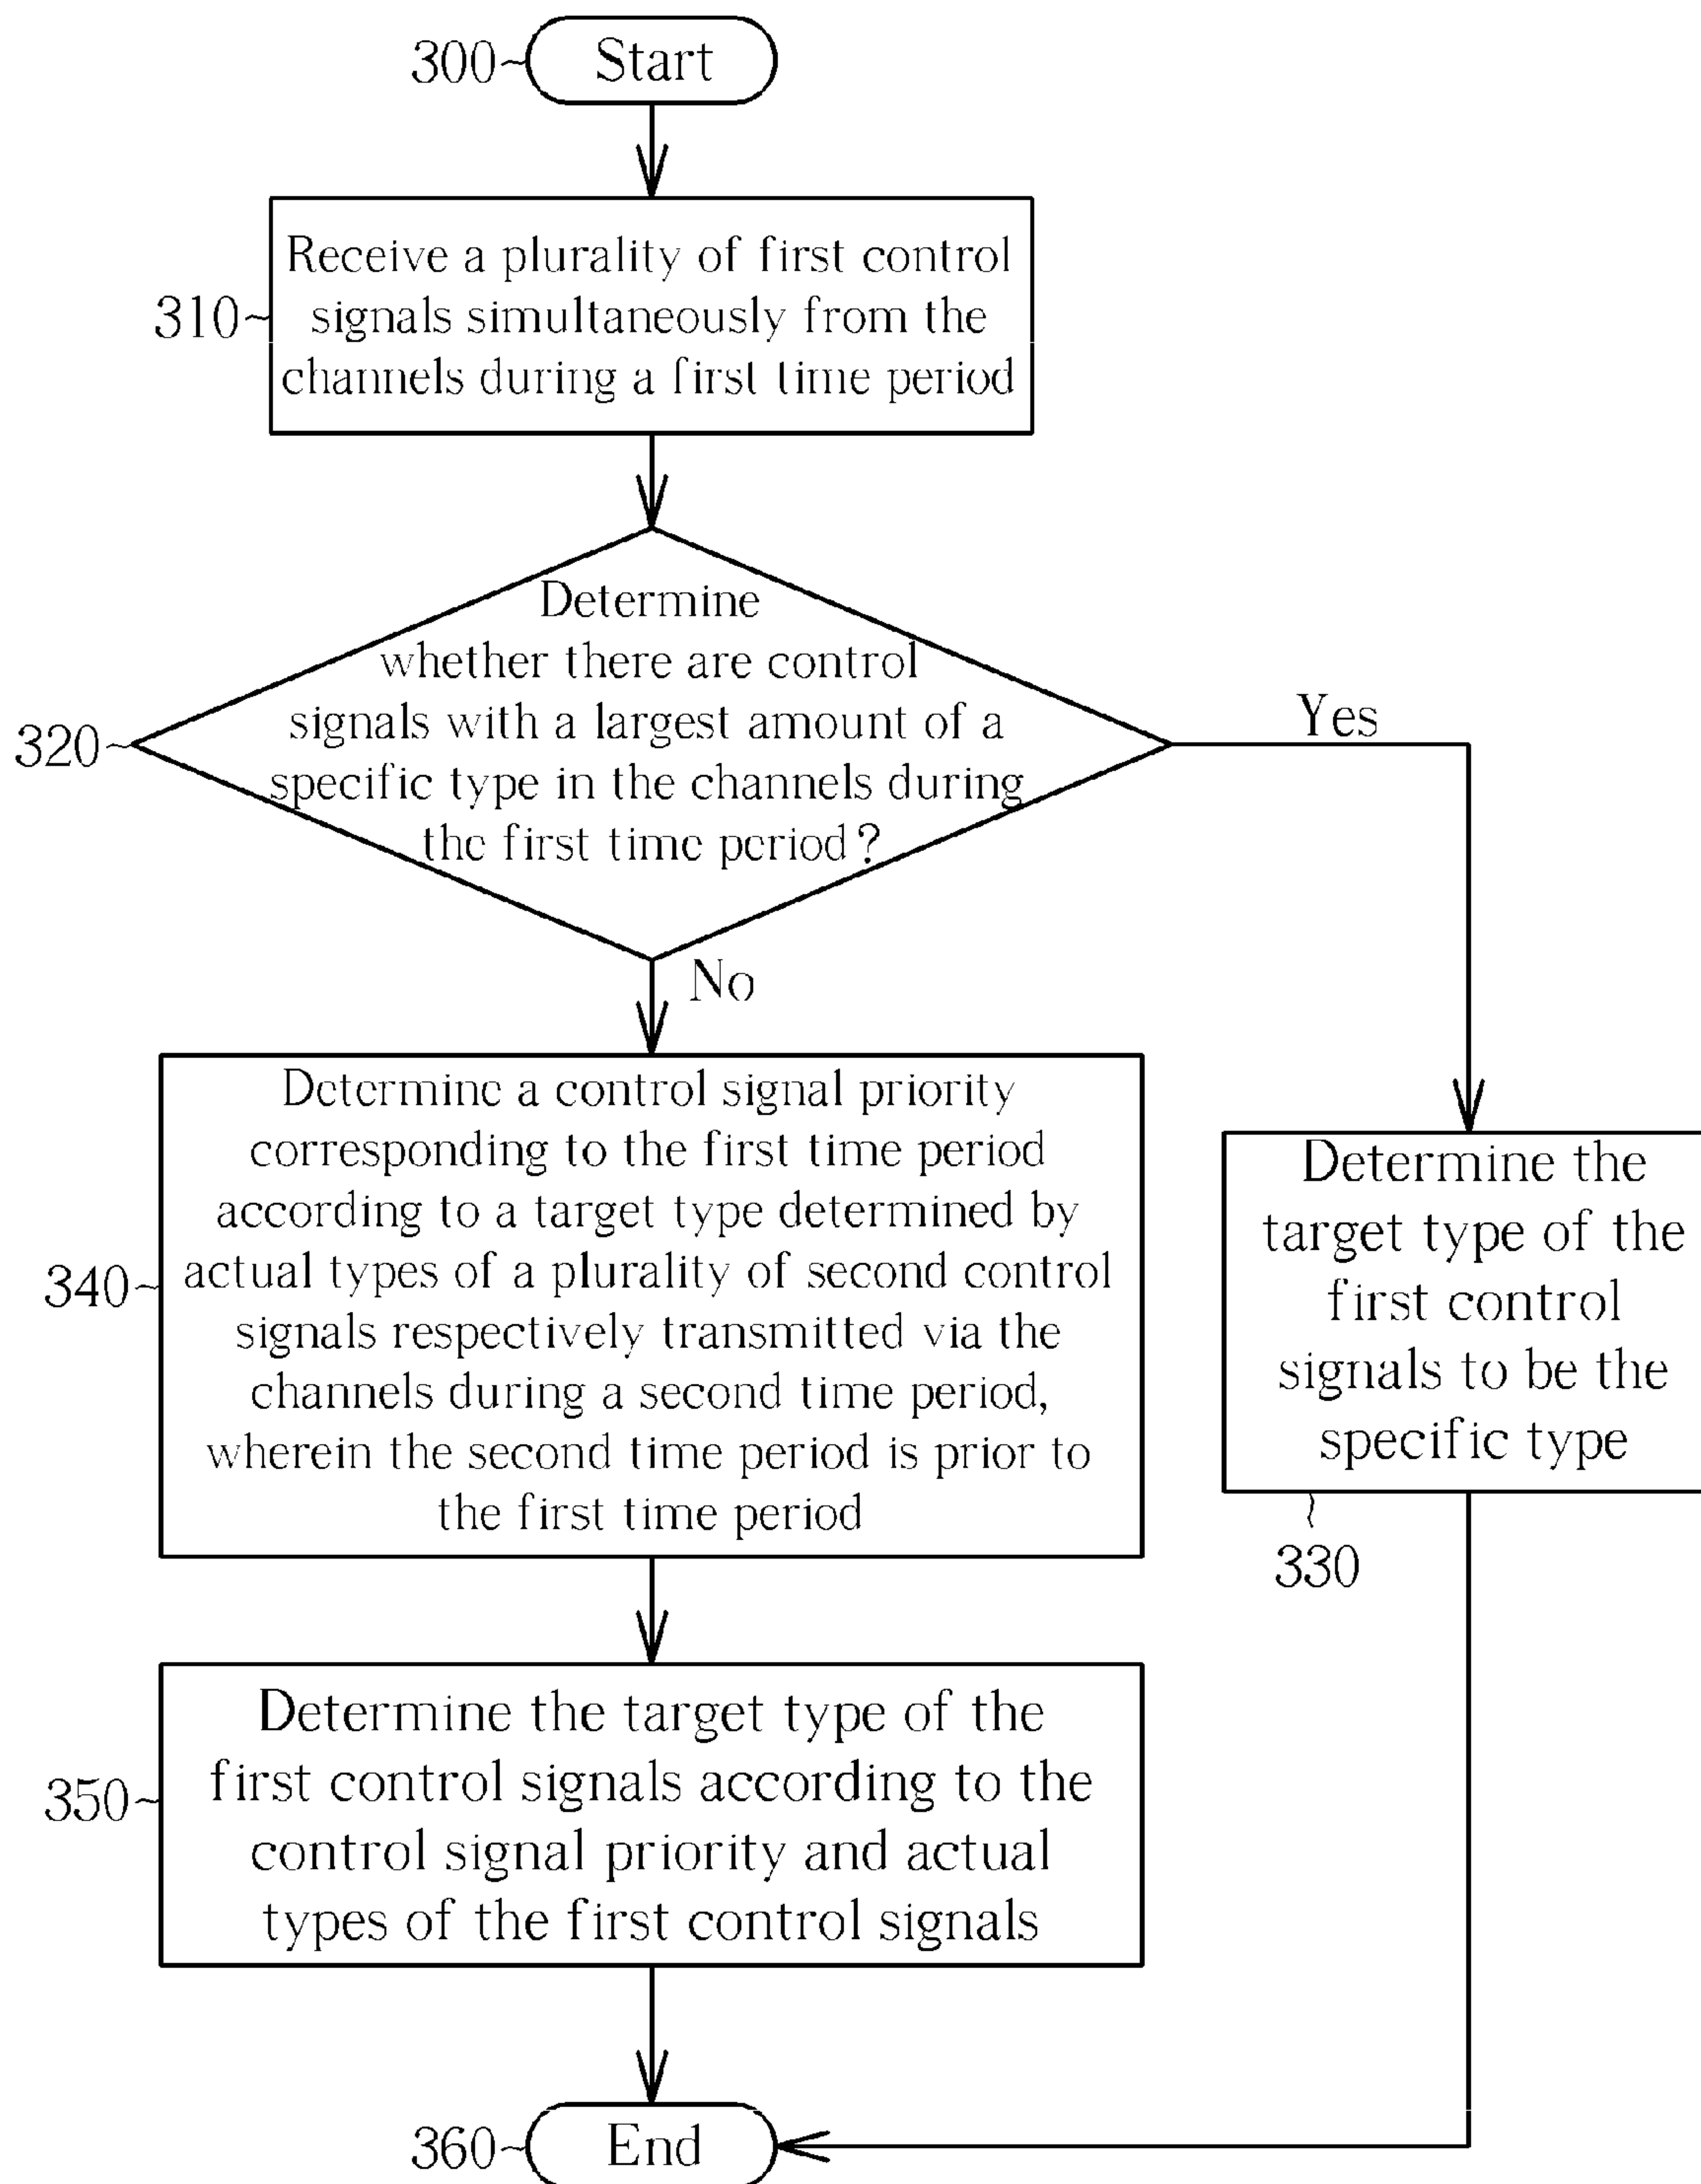 300
Start
310
Receive a plurality of first control
signals simultaneously from the
channels during a first time period
320
Determine
whether there are control
signals with a largest amount of a
specific type in the channels during
the first time period?
Yes
No
340
Determine a control signal priority
corresponding to the first time period
according to a target type determined by
actual types of a plurality of second control
signals respectively transmitted via the
channels during a second time period,
wherein the second time period is prior to
the first time period
Determine the
target type of the
first control
signals to be the
specific type
330
350
Determine the target type of the
first control signals according to the
control signal priority and actual
types of the first control signals
360
End